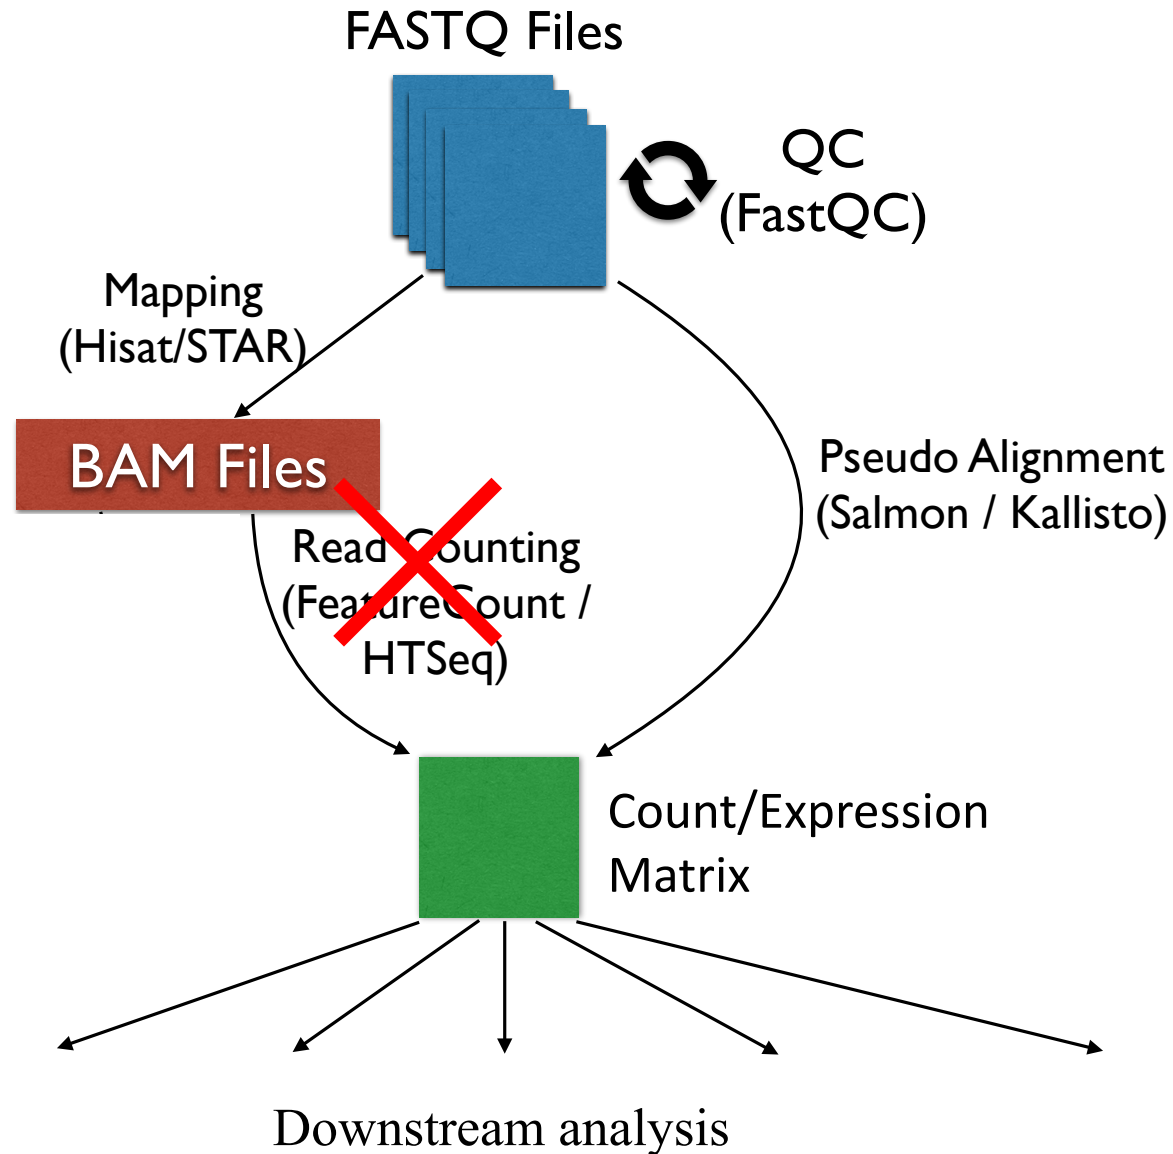 FASTQ Files
QC
(FastQC)
Mapping
(Hisat/STAR)
BAM Files
Pseudo Alignment
(Salmon / Kallisto)
Read Counting
(FeatureCount /
HTSeq)
Count/Expression
Matrix
Downstream analysis